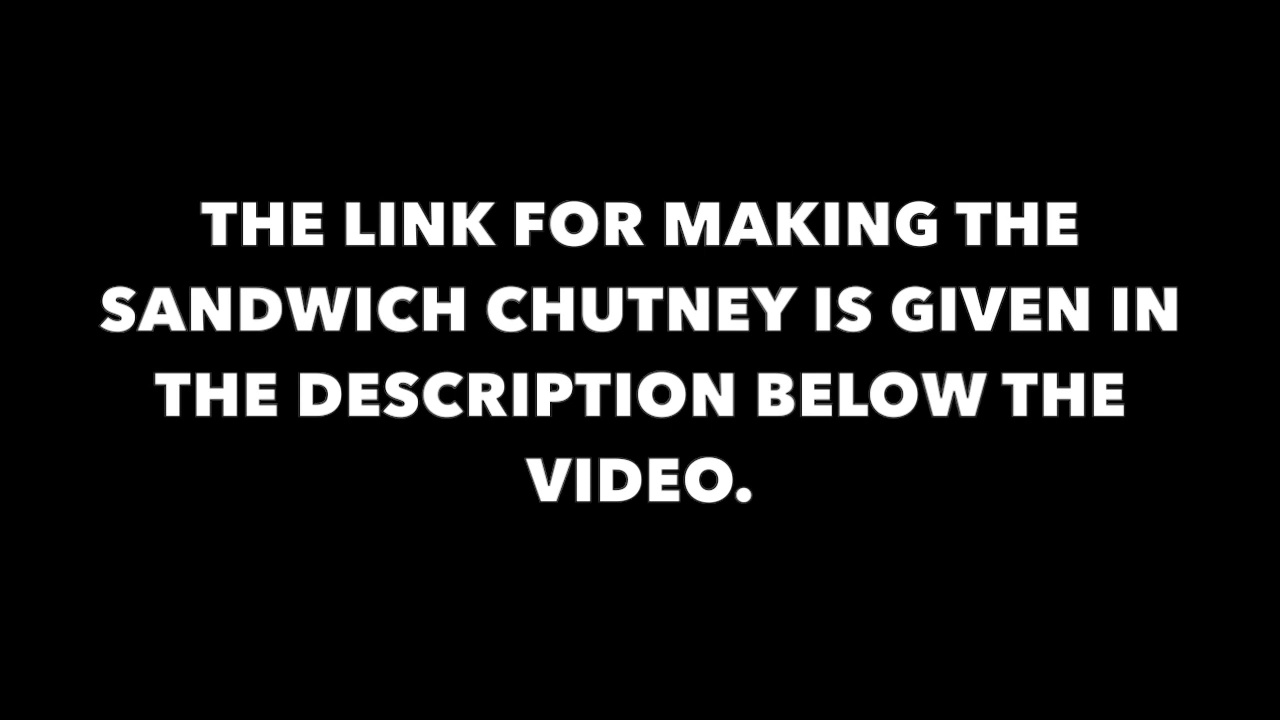 THE LINK FOR MAKING THE
SANDWICH CHUTNEY IS GIVEN IN
THE DESCRIPTION BELOW THE
VIDEO.